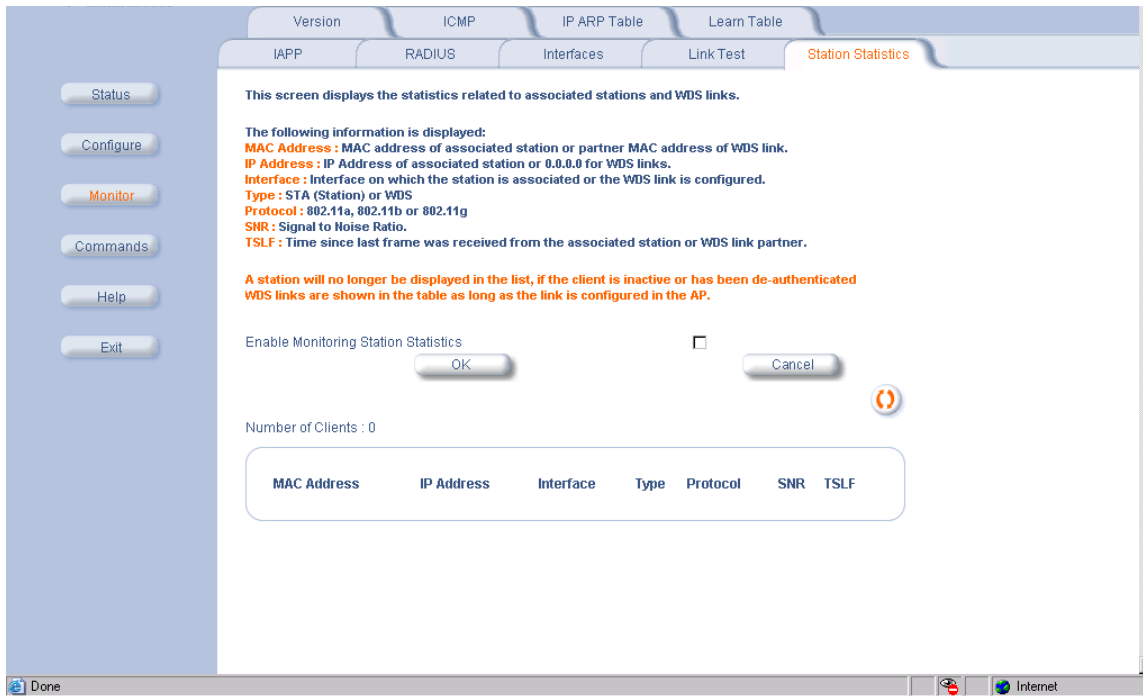 Version ICMP IP ARP Table Learn Table
IAPP RADIUS Interfaces Link Test Station Statistics
Status
Configure
Monitor
Commands
Help
Exit
This screen displays the statistics related to associated stations and WDS links.
The following information is displayed:
MAC Address : MAC address of associated station or partner MAC address of WDS link.
IP Address : IP Address of associated station or 0.0.0.0 for WDS links.
Interface : Interface on which the station is associated or the WDS link is configured.
Type : STA (Station) or WDS
Protocol : 802.11a, 802.11b or 802.11g
SNR : Signal to Noise Ratio.
TSLF : Time since last frame was received from the associated station or WDS link partner.
A station will no longer be displayed in the list, if the client is inactive or has been de-authenticated
WDS links are shown in the table as long as the link is configured in the AP.
Enable Monitoring Station Statistics
OK Cancel
Number of Clients : 0
MAC Address IP Address Interface Type Protocol SNR TSLF
Done Internet